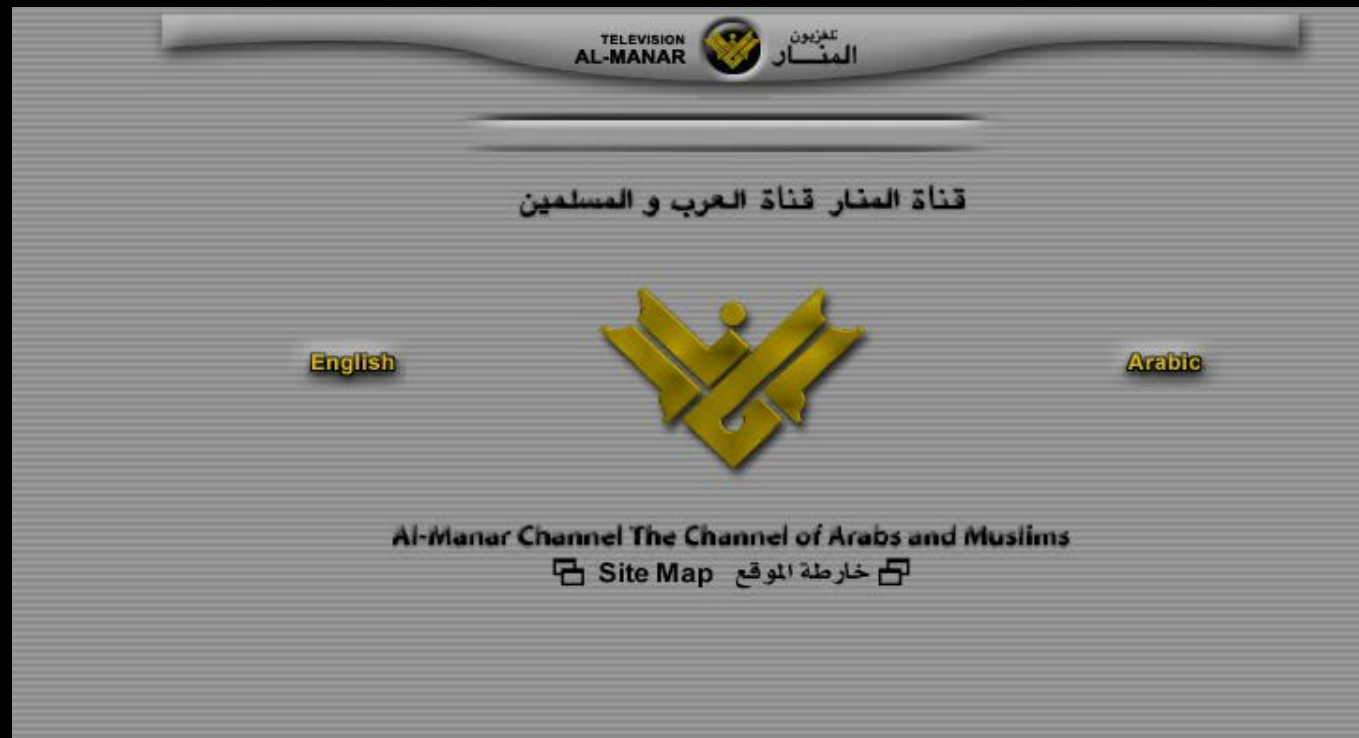 TELEVISION
AL-MANAR
تلفزيون
المنـــار
قناة المنار قناة العرب و المسلمين
English
Arabic
Al-Manar Channel The Channel of Arabs and Muslims
Site Map خارطة الموقع